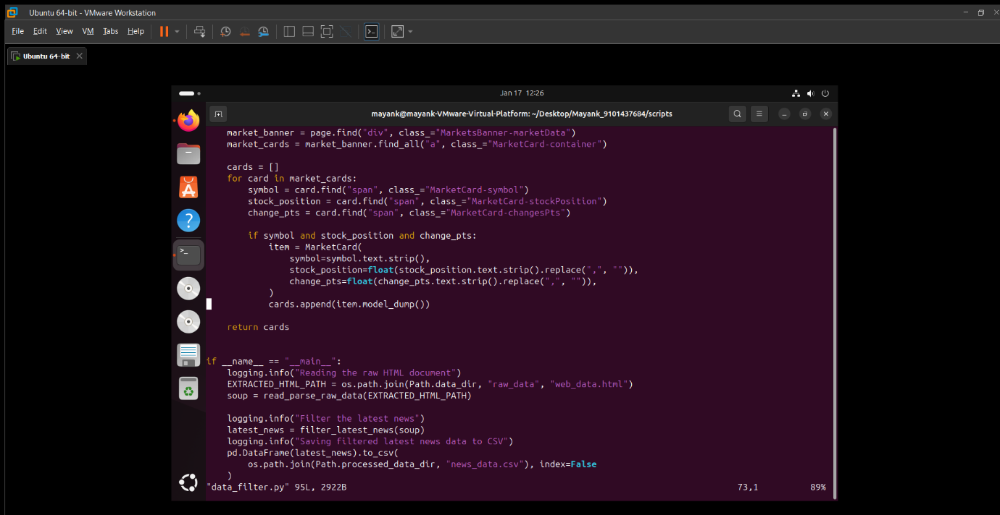 Ubuntu 64-bit - VMware Workstation
File Edit View VM Tabs Help
Ubuntu 64-bit
Jan 17 12:26
mayank@mayank-VMware-Virtual-Platform: ~/Desktop/Mayank_9101437684/scripts
    market_banner = page.find("div", class_="MarketsBanner-marketData")
    market_cards = market_banner.find_all("a", class_="MarketCard-container")

    cards = []
    for card in market_cards:
        symbol = card.find("span", class_="MarketCard-symbol")
        stock_position = card.find("span", class_="MarketCard-stockPosition")
        change_pts = card.find("span", class_="MarketCard-changesPts")

        if symbol and stock_position and change_pts:
            item = MarketCard(
                symbol=symbol.text.strip(),
                stock_position=float(stock_position.text.strip().replace(",", "")),
                change_pts=float(change_pts.text.strip().replace(",", "")),
            )
            cards.append(item.model_dump())

    return cards


if __name__ == "__main__":
    logging.info("Reading the raw HTML document")
    EXTRACTED_HTML_PATH = os.path.join(Path.data_dir, "raw_data", "web_data.html")
    soup = read_parse_raw_data(EXTRACTED_HTML_PATH)

    logging.info("Filter the latest news")
    latest_news = filter_latest_news(soup)
    logging.info("Saving filtered latest news data to CSV")
    pd.DataFrame(latest_news).to_csv(
        os.path.join(Path.processed_data_dir, "news_data.csv"), index=False
    )
"data_filter.py" 95L, 2922B 73,1 89%